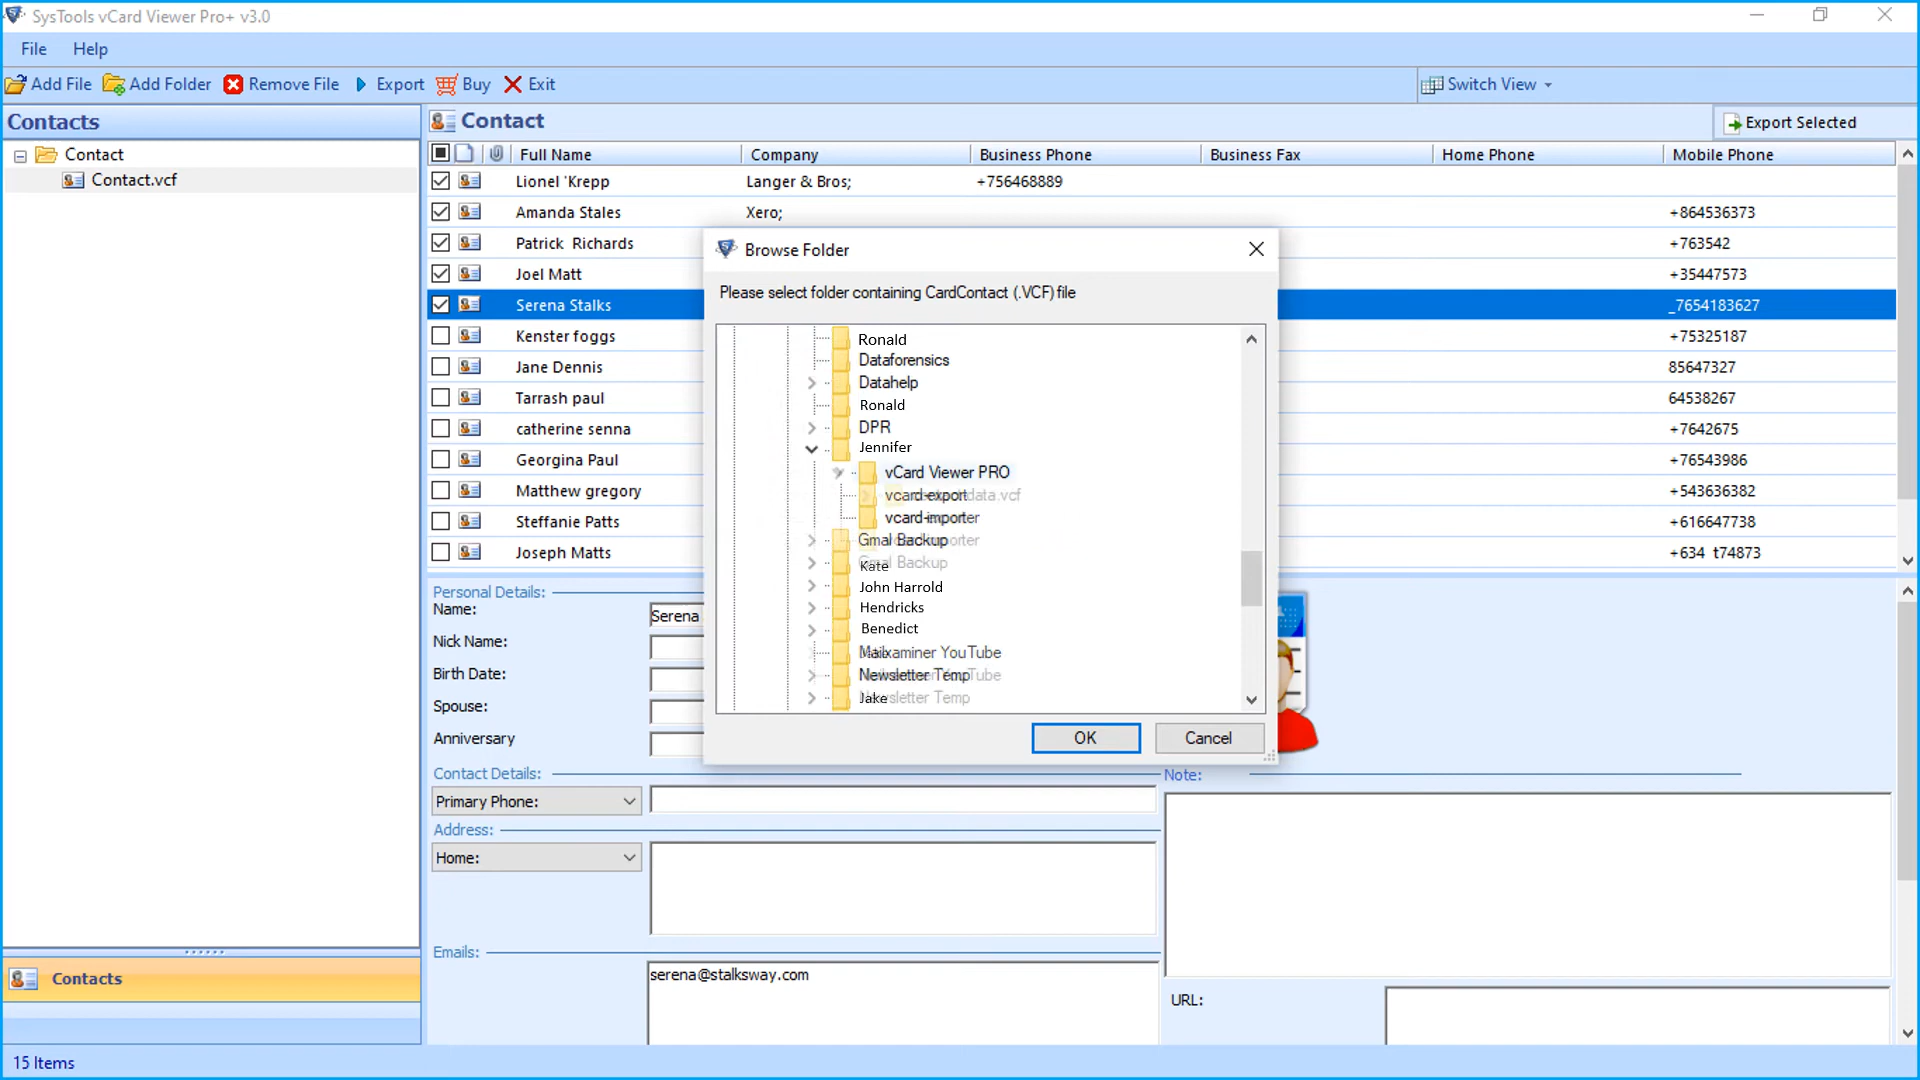 SysTools vCard Viewer Pro+ v3.0
File Help
Add File Add Folder Remove File Export Buy Exit Switch View
Contacts
Contact
Contact.vcf
Contact
Export Selected
Full Name Company Business Phone Business Fax Home Phone Mobile Phone
Lionel 'Krepp Langer & Bros; +756468889
Amanda Stales Xero; +864536373
Patrick Richards +763542
Joel Matt +35447573
Serena Stalks _7654183627
Kenster foggs +75325187
Jane Dennis 85647327
Tarrash paul 64538267
catherine senna +7642675
Georgina Paul +76543986
Matthew gregory +543636382
Steffanie Patts +616647738
Joseph Matts +634 t74873
Browse Folder
Please select folder containing CardContact (.VCF) file
Ronald
Dataforensics
Datahelp
Ronald
DPR
Jennifer
vCard Viewer PRO
vcard-export data.vcf
vcard-importer
Gmal Backup
Kate Backup
John Harrold
Hendricks
Benedict
Mailxaminer YouTube
Newsletter Temp YouTube
Jake Newsletter Temp
OK Cancel
Personal Details:
Name: Serena
Nick Name:
Birth Date:
Spouse:
Anniversary
Contact Details:
Primary Phone:
Address:
Home:
Emails:
serena@stalksway.com
Note:
URL:
Contacts
15 Items